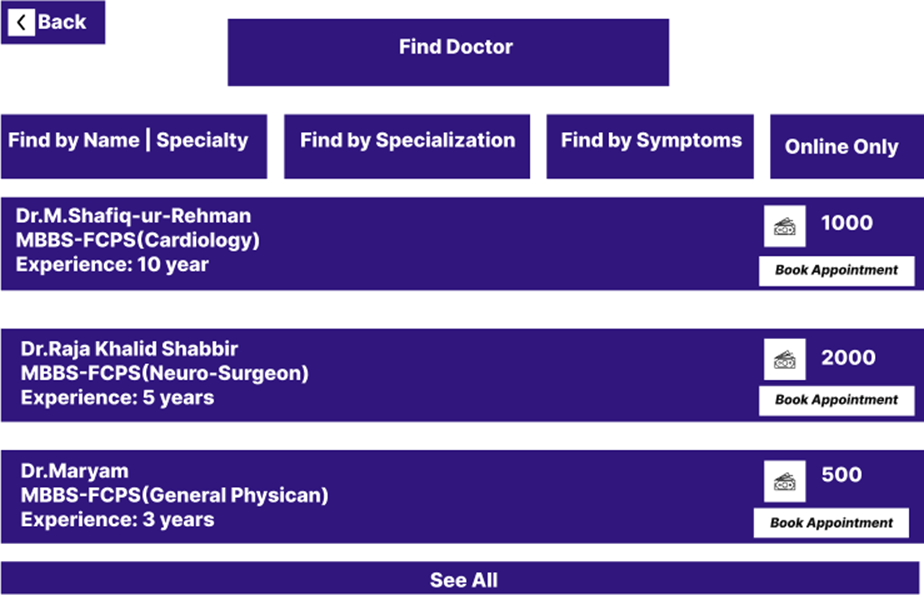 Back
Find Doctor
Find by Name | Specialty
Find by Specialization
Find by Symptoms
Online Only
Dr.M.Shafiq-ur-Rehman
MBBS-FCPS(Cardiology)
Experience: 10 year
1000
Book Appointment
Dr.Raja Khalid Shabbir
MBBS-FCPS(Neuro-Surgeon)
Experience: 5 years
2000
Book Appointment
Dr.Maryam
MBBS-FCPS(General Physican)
Experience: 3 years
500
Book Appointment
See All